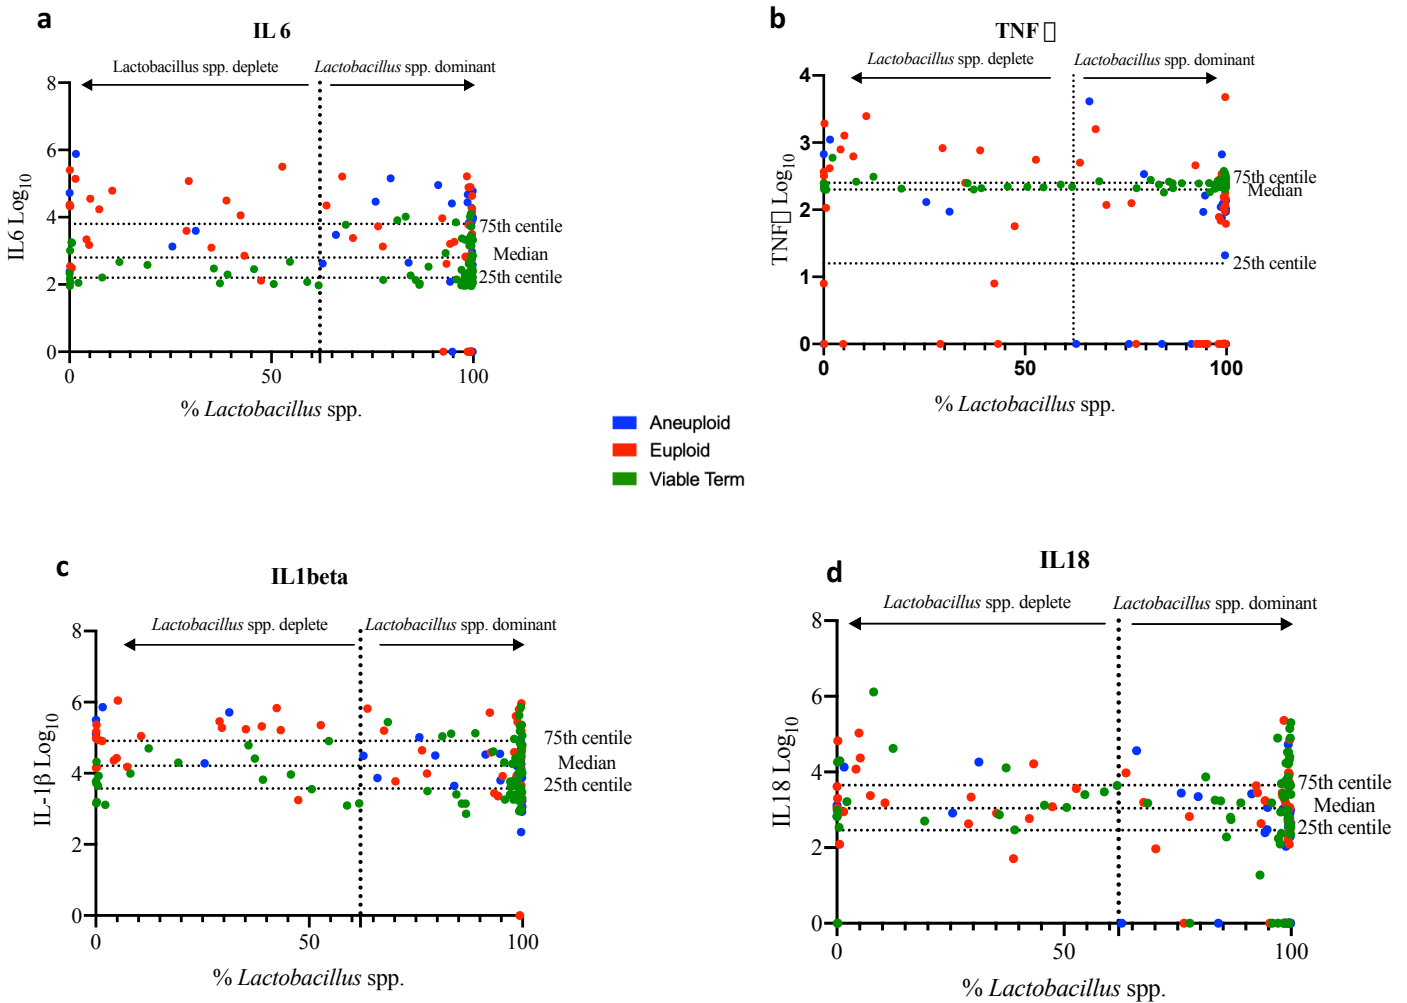 a
IL 6
Lactobacillus spp. deplete
Lactobacillus spp. dominant
8
6
4
2
0
IL6 Log10
75th centile
Median
25th centile
0
50
100
% Lactobacillus spp.
b
TNF □
Lactobacillus spp. deplete
Lactobacillus spp. dominant
4
3
2
1
0
TNF□ Log10
75th centile
Median
25th centile
0
50
100
% Lactobacillus spp.
Aneuploid
Euploid
Viable Term
c
IL1beta
Lactobacillus spp. deplete
Lactobacillus spp. dominant
8
6
4
2
0
IL-1β Log10
75th centile
Median
25th centile
0
50
100
% Lactobacillus spp.
d
IL18
Lactobacillus spp. deplete
Lactobacillus spp. dominant
8
6
4
2
0
IL18 Log10
75th centile
Median
25th centile
0
50
100
% Lactobacillus spp.